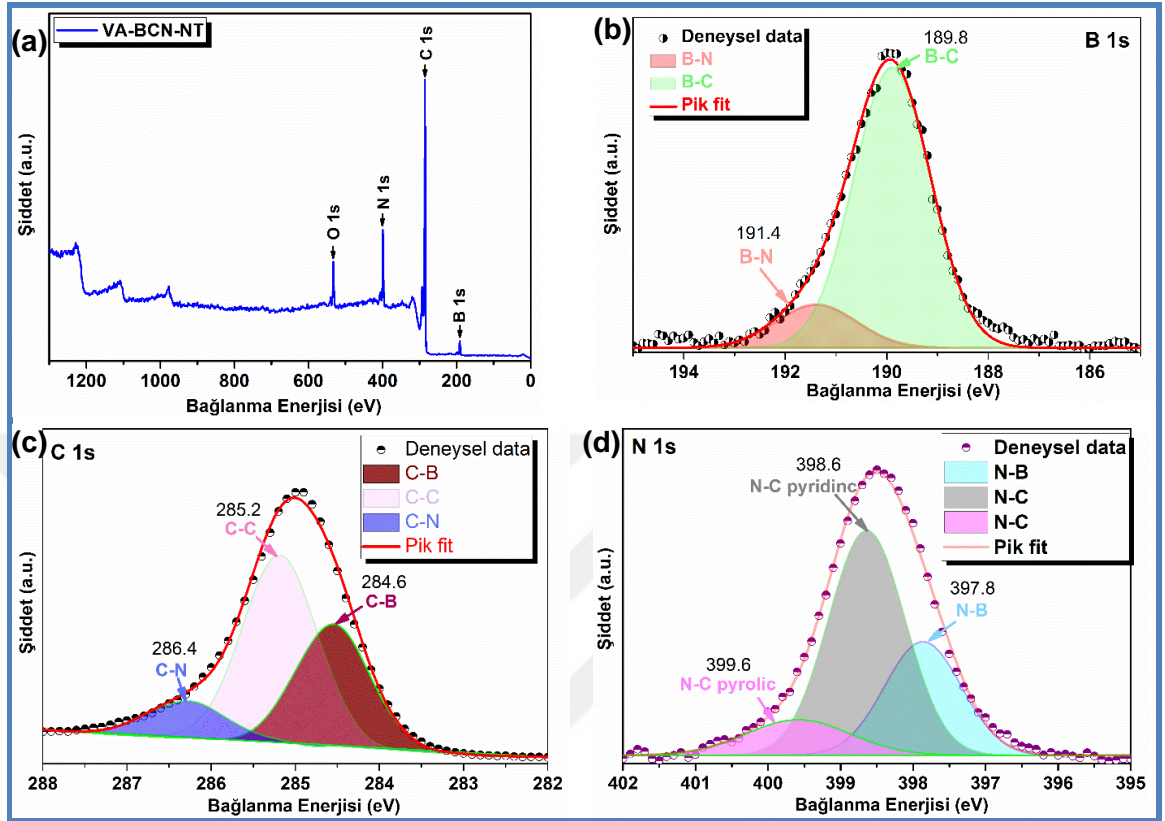 (a)
VA-BCN-NT
C 1s
N 1s
O 1s
B 1s
Şiddet (a.u.)
1200 1000 800 600 400 200 0
Bağlanma Enerjisi (eV)
(b)
Deneysel data
B-N
B-C
Pik fit
B 1s
189.8
B-C
191.4
B-N
Şiddet (a.u.)
194 192 190 188 186
Bağlanma Enerjisi (eV)
(c)
C 1s
Deneysel data
C-B
C-C
C-N
Pik fit
285.2
C-C
284.6
C-B
286.4
C-N
Şiddet (a.u.)
288 287 286 285 284 283 282
Bağlanma Enerjisi (eV)
(d)
N 1s
Deneysel data
N-B
N-C
N-C
Pik fit
398.6
N-C pyridinc
397.8
N-B
399.6
N-C pyrolic
Şiddet (a.u.)
402 401 400 399 398 397 396 395
Bağlanma Enerjisi (eV)